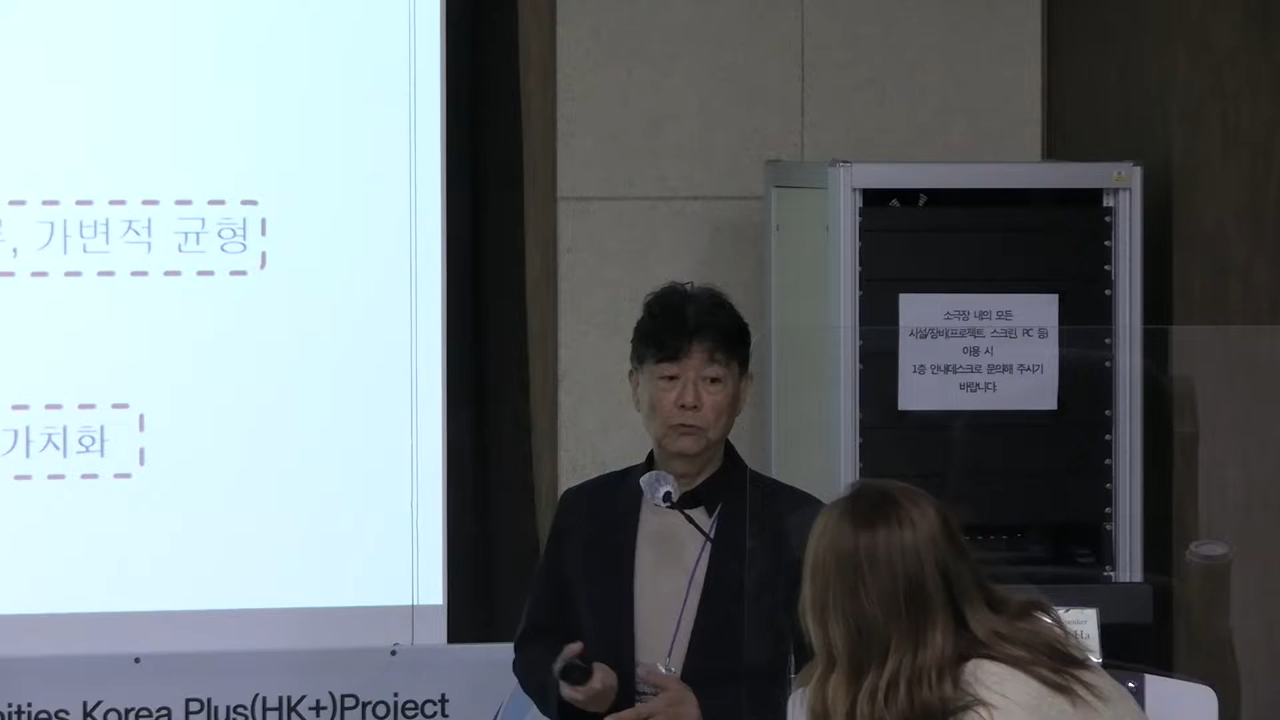 , 가변적 균형
가치화
소극장 내의 모든
시설/장비(프로젝트, 스크린, PC 등)
이용 시
1층 안내데스크로 문의해 주시기
바랍니다.
ities Korea Plus(HK+)Project
Ha